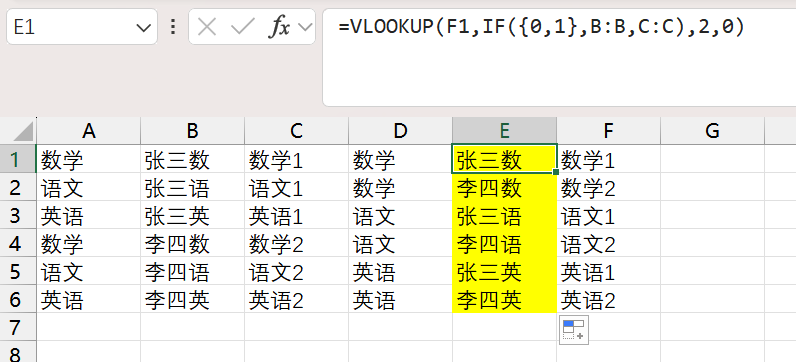 E1 fx =VLOOKUP(F1,IF({0,1},B:B,C:C),2,0)
A B C D E F G
1 数学 张三数 数学1 数学 张三数 数学1
2 语文 张三语 语文1 数学 李四数 数学2
3 英语 张三英 英语1 语文 张三语 语文1
4 数学 李四数 数学2 语文 李四语 语文2
5 语文 李四语 语文2 英语 张三英 英语1
6 英语 李四英 英语2 英语 李四英 英语2
7
8